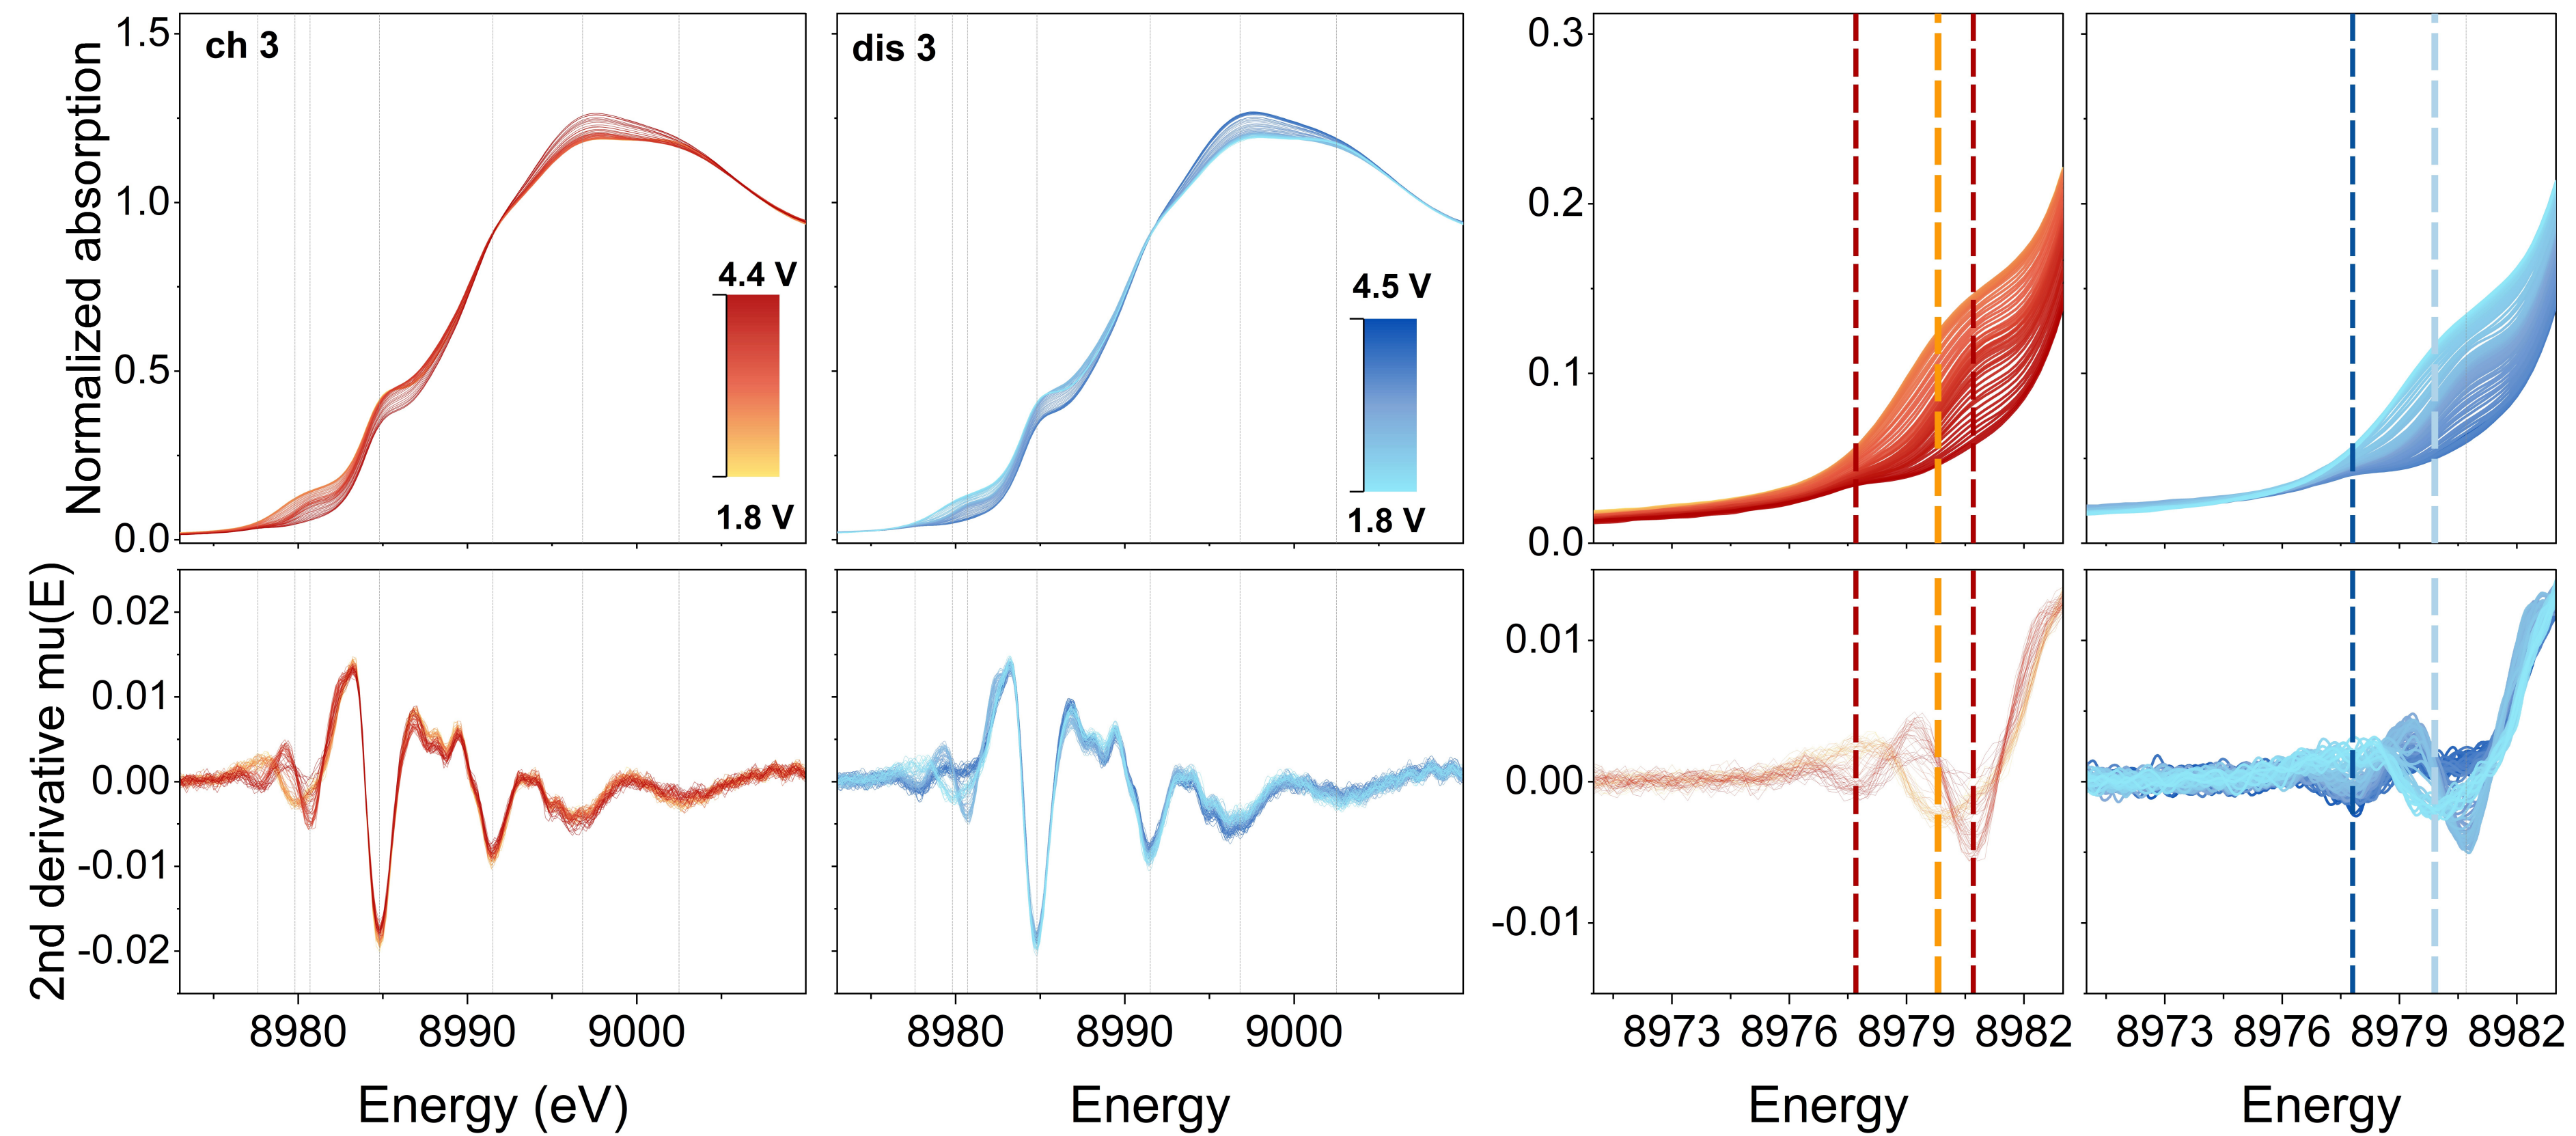 Normalized absorption
1.5
1.0
0.5
0.0
ch 3
4.4 V
1.8 V
dis 3
4.5 V
1.8 V
0.3
0.2
0.1
0.0
2nd derivative mu(E)
0.02
0.01
0.00
-0.01
-0.02
0.01
0.00
-0.01
8980 8990 9000
8980 8990 9000
8973 8976 8979 8982
8973 8976 8979 8982
Energy (eV)
Energy
Energy
Energy